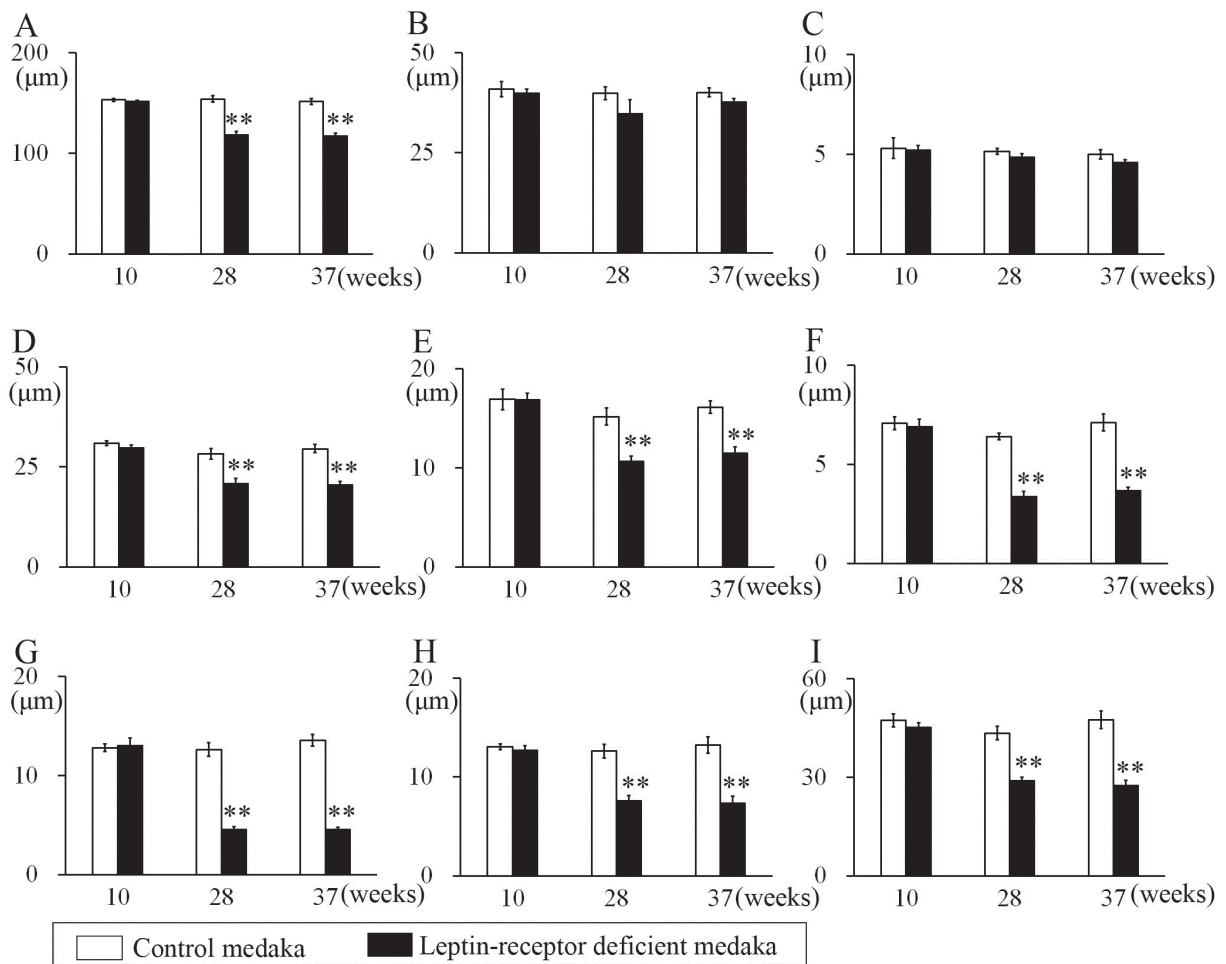 A B C
200 50 10
(μm) (μm) (μm)
** **
100 25 5
0 0 0
10 28 37(weeks) 10 28 37(weeks) 10 28 37(weeks)
D E F
50 20 10
(μm) (μm) (μm)
** ** ** ** ** **
25 10 5
0 0 0
10 28 37(weeks) 10 28 37(weeks) 10 28 37(weeks)
G H I
20 20 60
(μm) (μm) (μm)
10 10 30
** ** ** ** ** **
0 0 0
10 28 37(weeks) 10 28 37(weeks) 10 28 37(weeks)
Control medaka Leptin-receptor deficient medaka